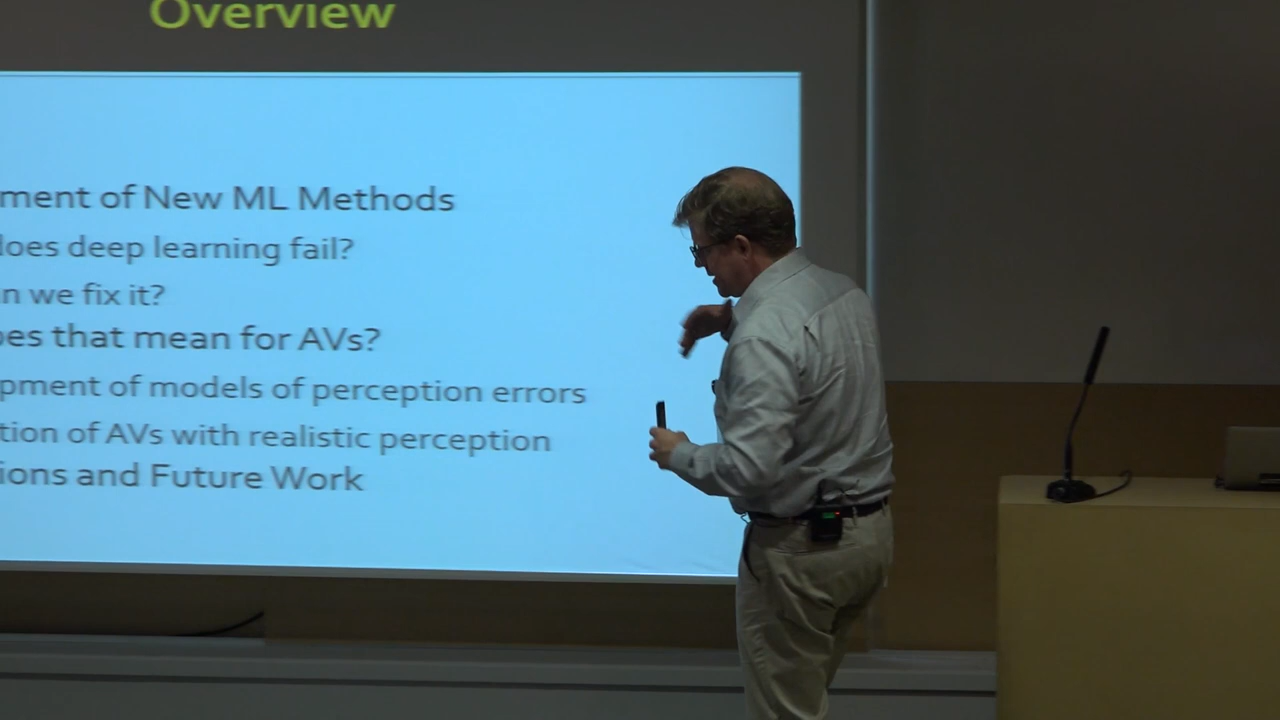 Overview
ment of New ML Methods
does deep learning fail?
n we fix it?
oes that mean for AVs?
pment of models of perception errors
tion of AVs with realistic perception
ions and Future Work